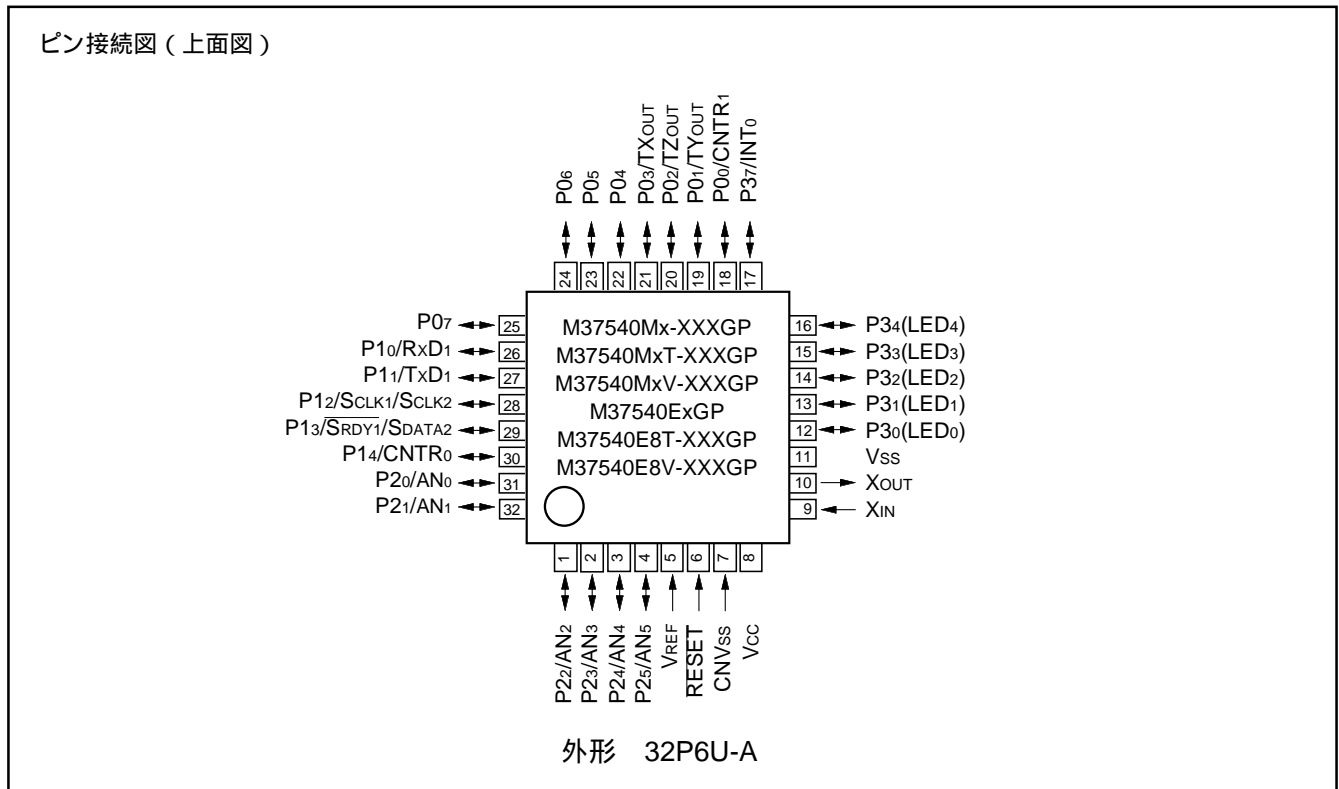 ピン接続図 ( 上面図 )
P06
P05
P04
P03/TXOUT
P02/TZOUT
P01/TYOUT
P00/CNTR1
P37/INT0
24
23
22
21
20
19
18
17
P07
P10/RxD1
P11/TxD1
P12/SCLK1/SCLK2
P13/SRDY1/SDATA2
P14/CNTR0
P20/AN0
P21/AN1
25
26
27
28
29
30
31
32
M37540Mx-XXXGP
M37540MxT-XXXGP
M37540MxV-XXXGP
M37540ExGP
M37540E8T-XXXGP
M37540E8V-XXXGP
16
15
14
13
12
11
10
9
P34(LED4)
P33(LED3)
P32(LED2)
P31(LED1)
P30(LED0)
VSS
XOUT
XIN
1
2
3
4
5
6
7
8
P22/AN2
P23/AN3
P24/AN4
P25/AN5
VREF
RESET
CNVSS
VCC
外形　32P6U-A